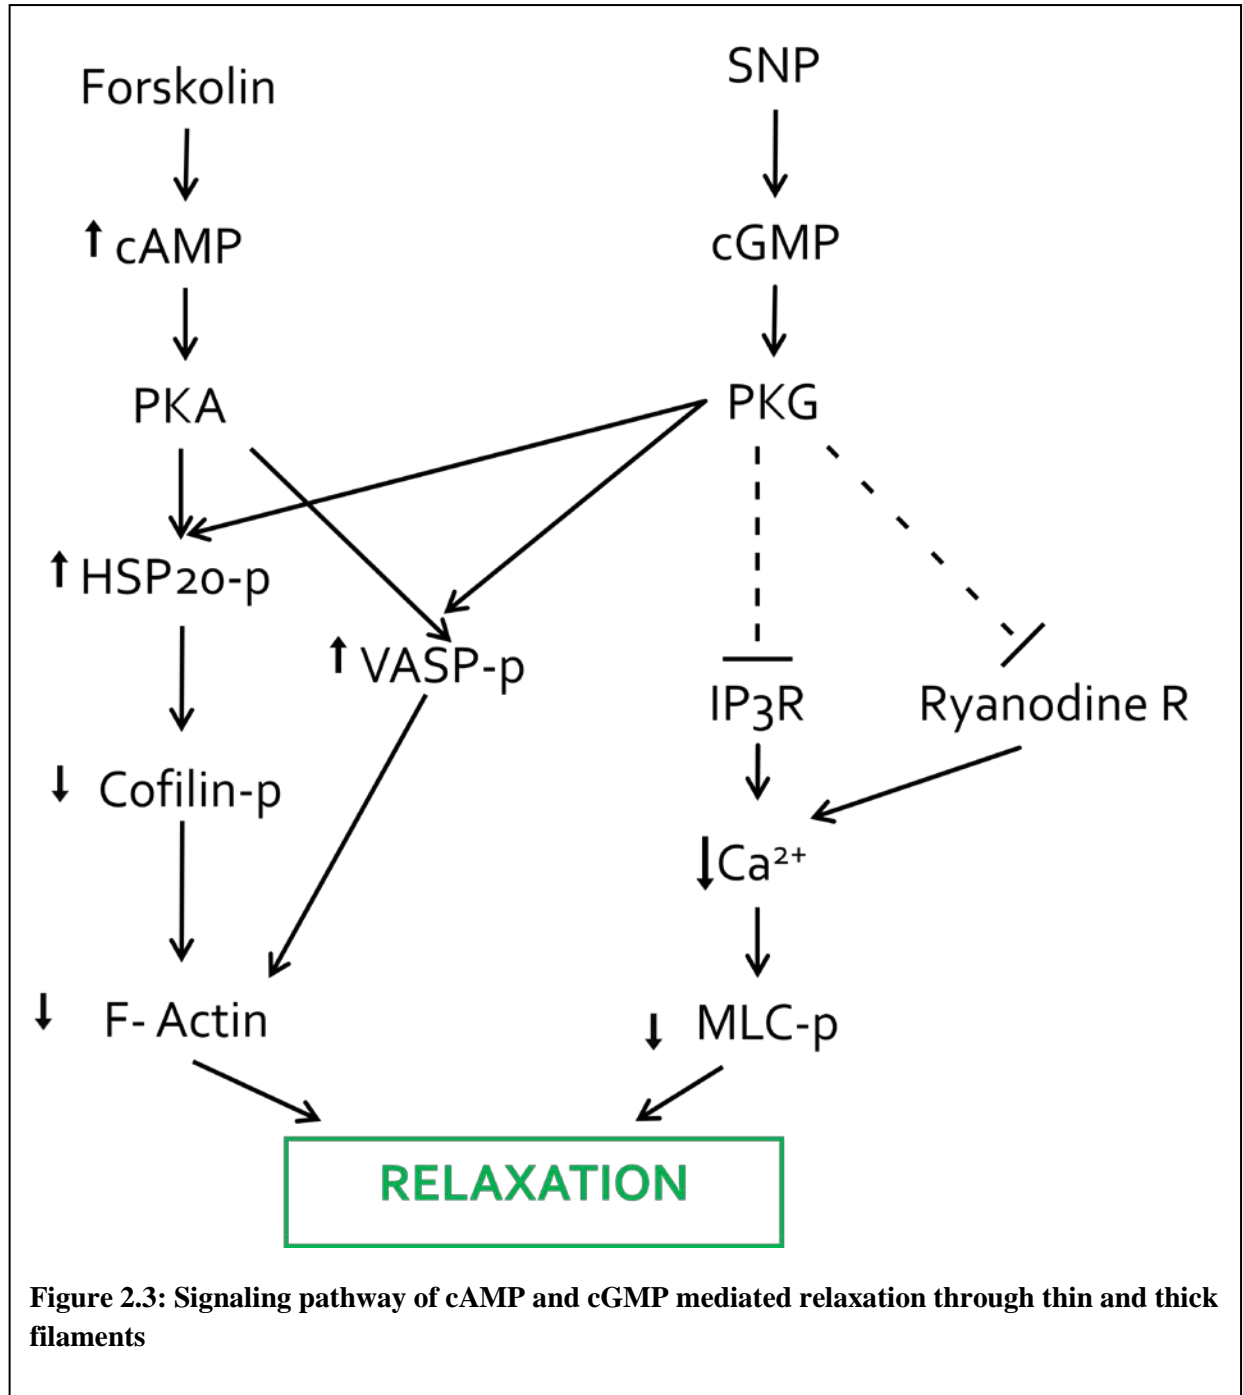 Forskolin
SNP
↑ cAMP
cGMP
PKA
PKG
↑ HSP20-p
↑ VASP-p
IP3R
Ryanodine R
↓ Cofilin-p
↓Ca²⁺
↓ F- Actin
↓ MLC-p
RELAXATION
Figure 2.3: Signaling pathway of cAMP and cGMP mediated relaxation through thin and thick
filaments